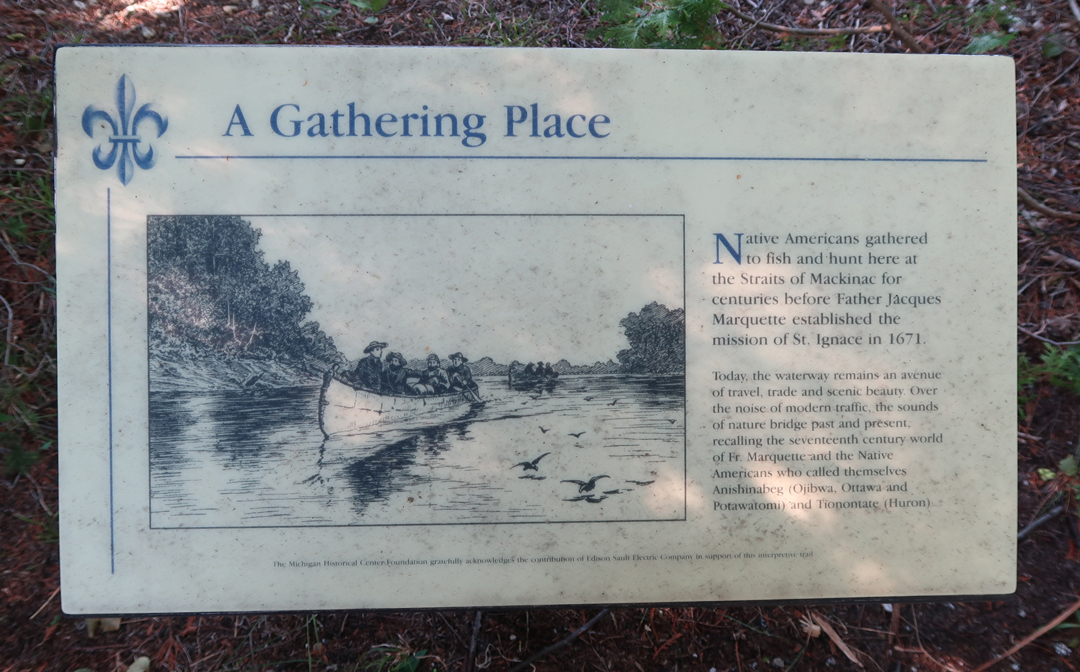 A Gathering Place
Native Americans gathered
to fish and hunt here at
the Straits of Mackinac for
centuries before Father Jacques
Marquette established the
mission of St. Ignace in 1671.
Today, the waterway remains an avenue
of travel, trade and scenic beauty. Over
the noise of modern traffic, the sounds
of nature bridge past and present,
recalling the seventeenth century world
of Fr. Marquette and the Native
Americans who called themselves
Anishinabeg (Ojibwa, Ottawa and
Potawatomi) and Tionontate (Huron).
The Michigan Historical Center Foundation gratefully acknowledges the contribution of Edison Sault Electric Company in support of this interpretive trail.